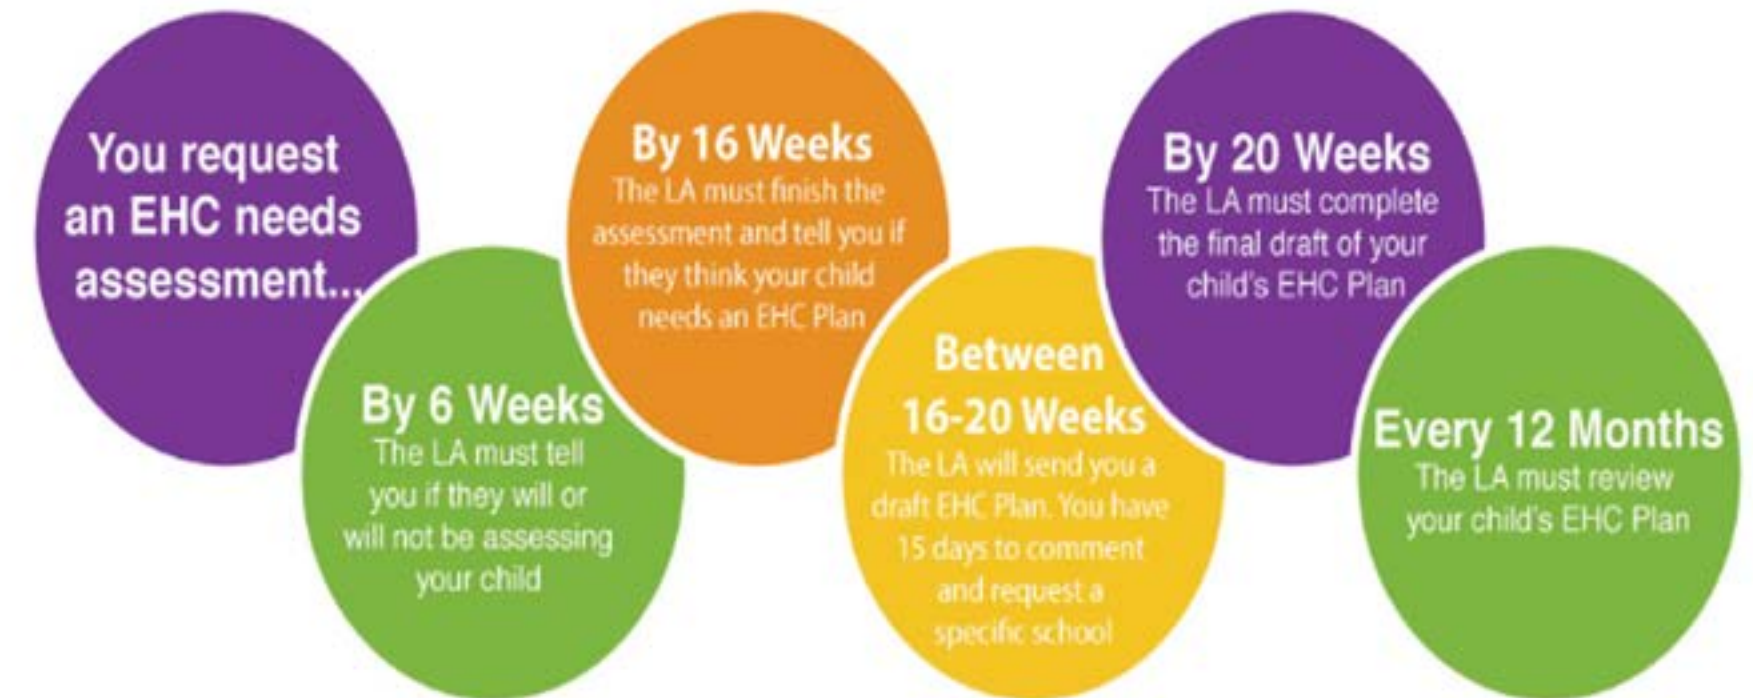 You request
an EHC needs
assessment...
By 6 Weeks
The LA must tell
you if they will or
will not be assessing
your child
By 16 Weeks
The LA must finish the
assessment and tell you if
they think your child
needs an EHC Plan
Between
16-20 Weeks
The LA will send you a
draft EHC Plan. You have
15 days to comment
and request a
specific school
By 20 Weeks
The LA must complete
the final draft of your
child's EHC Plan
Every 12 Months
The LA must review
your child's EHC Plan